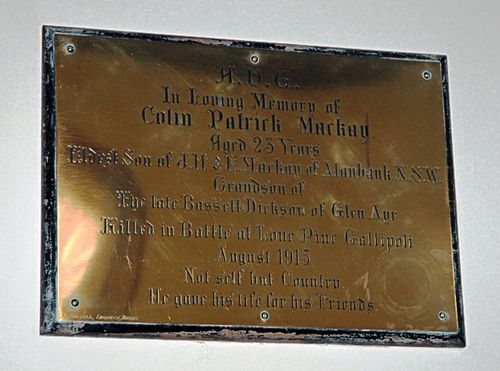 A.D.G.
In Loving Memory of
Colin Patrick Mackay.
Aged 23 Years
Eldest Son of J.H & E. Mackay of Alanbank N.S.W.
Grandson of
The late Bassett Dickson of Glen Ayr
Killed in Battle at Lone Pine Gallipoli
August 1915
Not self but Country.
He gave his life for his Friends